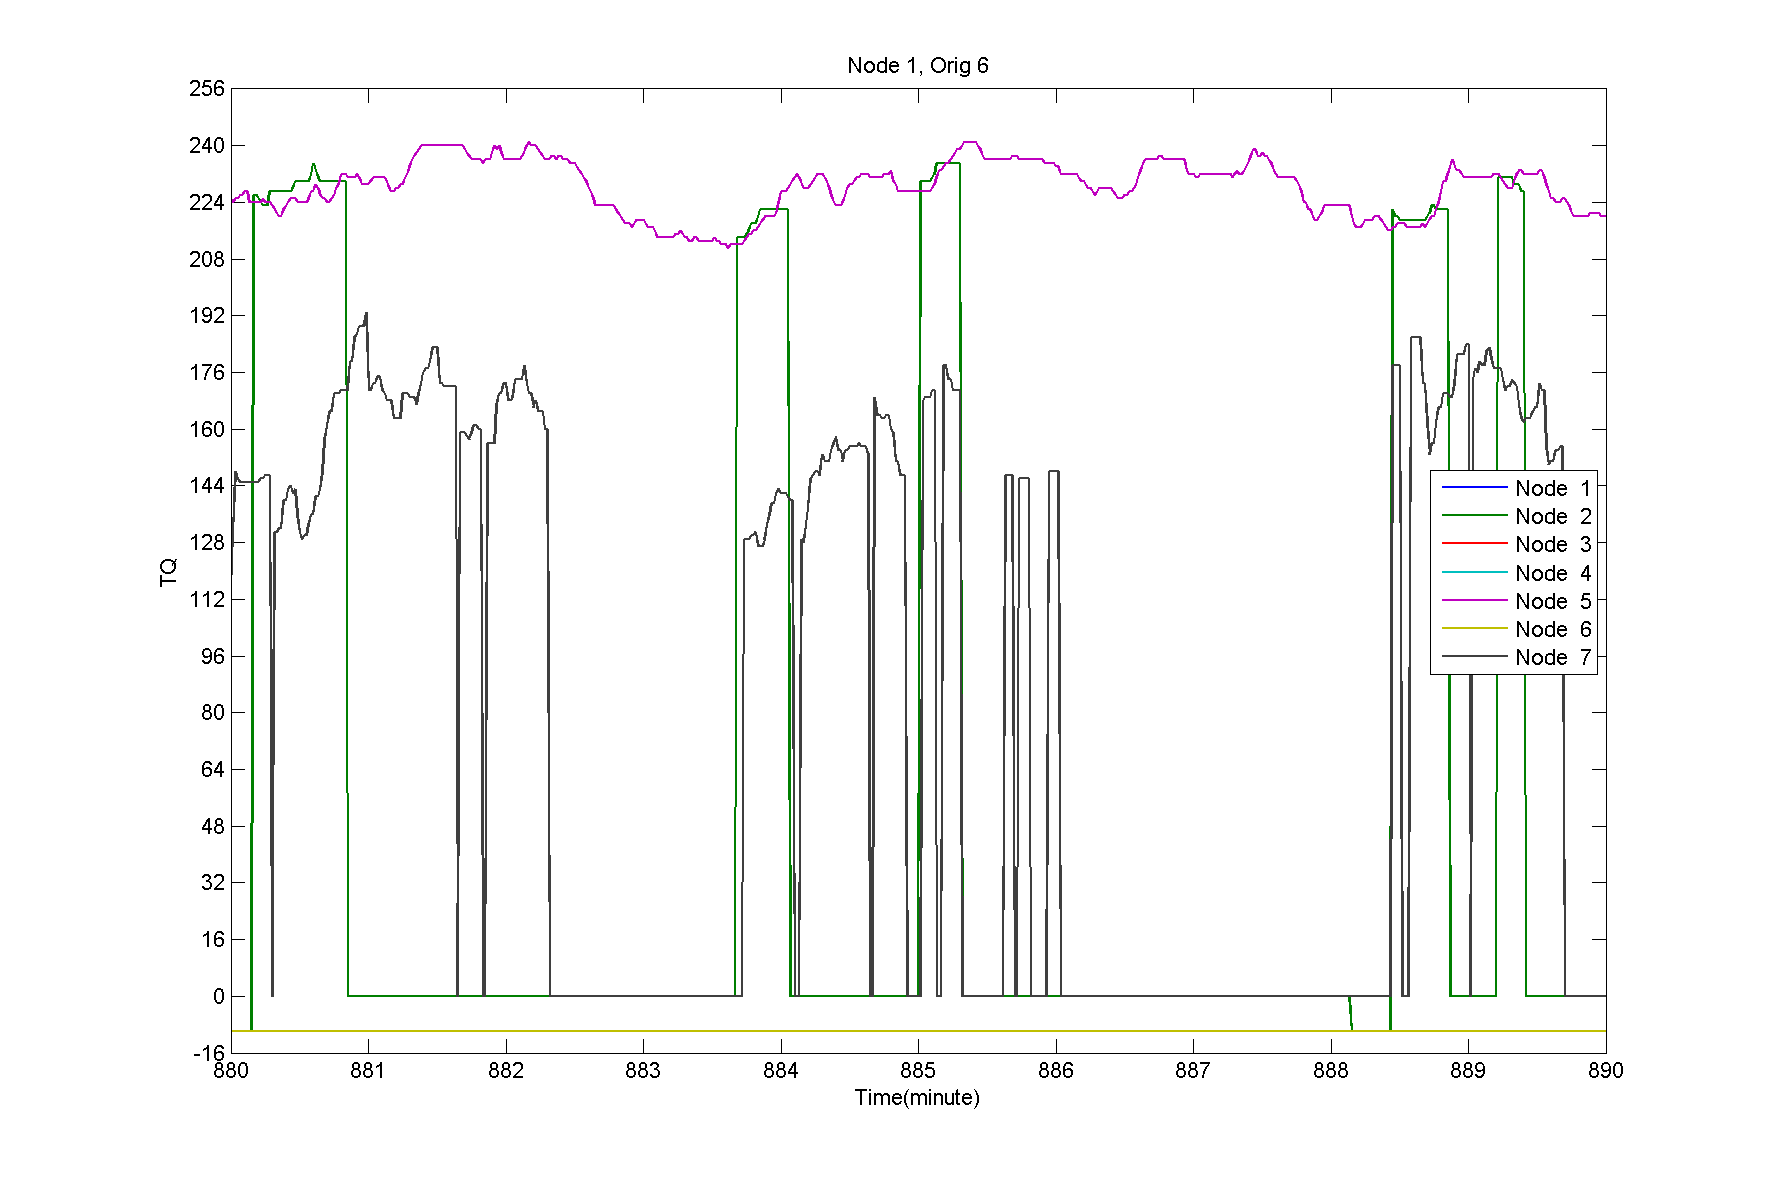 Node 1, Orig 6
256
240
224
208
192
176
160
144
128
112
96
80
64
48
32
16
0
-16
TQ
Node 1
Node 2
Node 3
Node 4
Node 5
Node 6
Node 7
880 881 882 883 884 885 886 887 888 889 890
Time(minute)